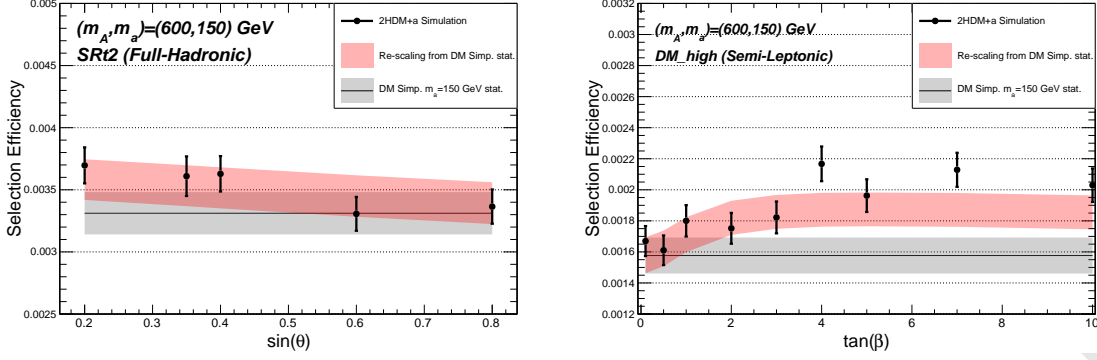 0.005
0.0045
0.004
0.0035
0.003
0.0025
Selection Efficiency
(m_A,m_a)=(600,150) GeV
SRt2 (Full-Hadronic)
2HDM+a Simulation
Re-scaling from DM Simp. stat.
DM Simp. m_a=150 GeV stat.
0.2 0.3 0.4 0.5 0.6 0.7 0.8
sin(θ)
0.0032
0.003
0.0028
0.0026
0.0024
0.0022
0.002
0.0018
0.0016
0.0014
0.0012
Selection Efficiency
(m_A,m_a)=(600,150) GeV
DM_high (Semi-Leptonic)
2HDM+a Simulation
Re-scaling from DM Simp. stat.
DM Simp. m_a=150 GeV stat.
0 2 4 6 8 10
tan(β)